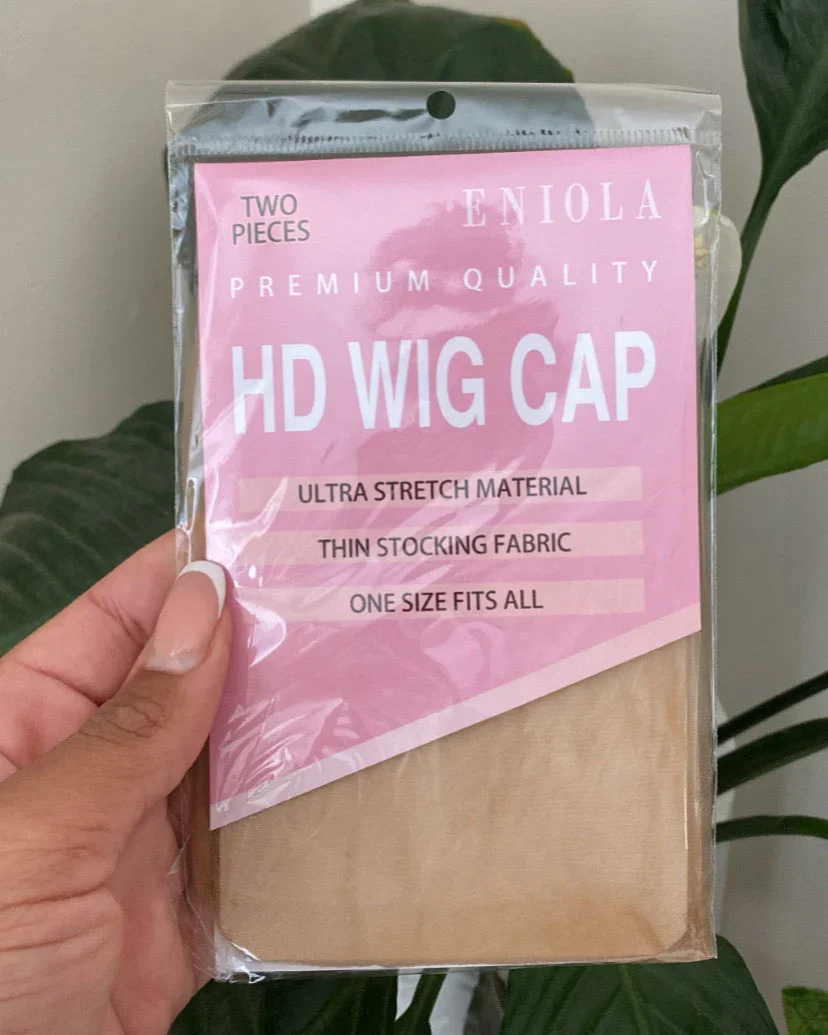 TWO
PIECES
ENIOLA
PREMIUM QUALITY
HD WIG CAP
ULTRA STRETCH MATERIAL
THIN STOCKING FABRIC
ONE SIZE FITS ALL